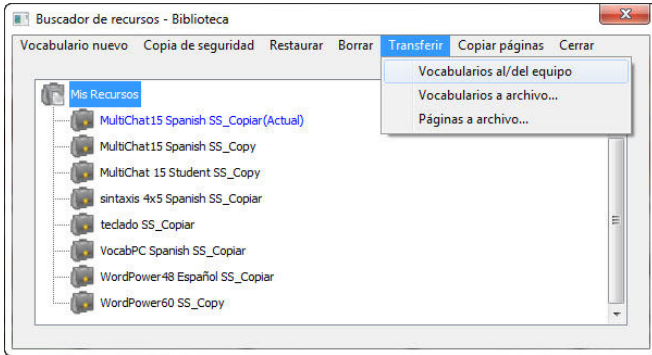 Buscador de recursos - Biblioteca
Vocabulario nuevo Copia de seguridad Restaurar Borrar Transferir Copiar páginas Cerrar
Vocabularios al/del equipo
Vocabularios a archivo...
Páginas a archivo...
Mis Recursos
MultiChat15 Spanish SS_Copiar(Actual)
MultiChat15 Spanish SS_Copy
MultiChat 15 Student SS_Copy
sintaxis 4x5 Spanish SS_Copiar
teclado SS_Copiar
VocabPC Spanish SS_Copiar
WordPower48 Español SS_Copiar
WordPower60 SS_Copy